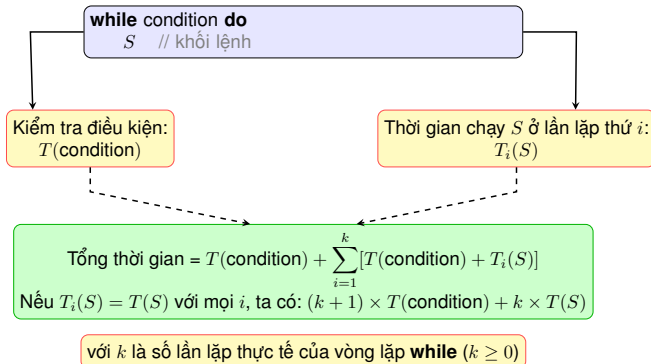 while condition do
S // khối lệnh
Kiểm tra điều kiện:
T(condition)
Thời gian chạy S ở lần lặp thứ i:
T_i(S)
Tổng thời gian = T(condition) + \sum_{i=1}^{k} [T(condition) + T_i(S)]
Nếu T_i(S) = T(S) với mọi i, ta có: (k + 1) × T(condition) + k × T(S)
với k là số lần lặp thực tế của vòng lặp while (k ≥ 0)